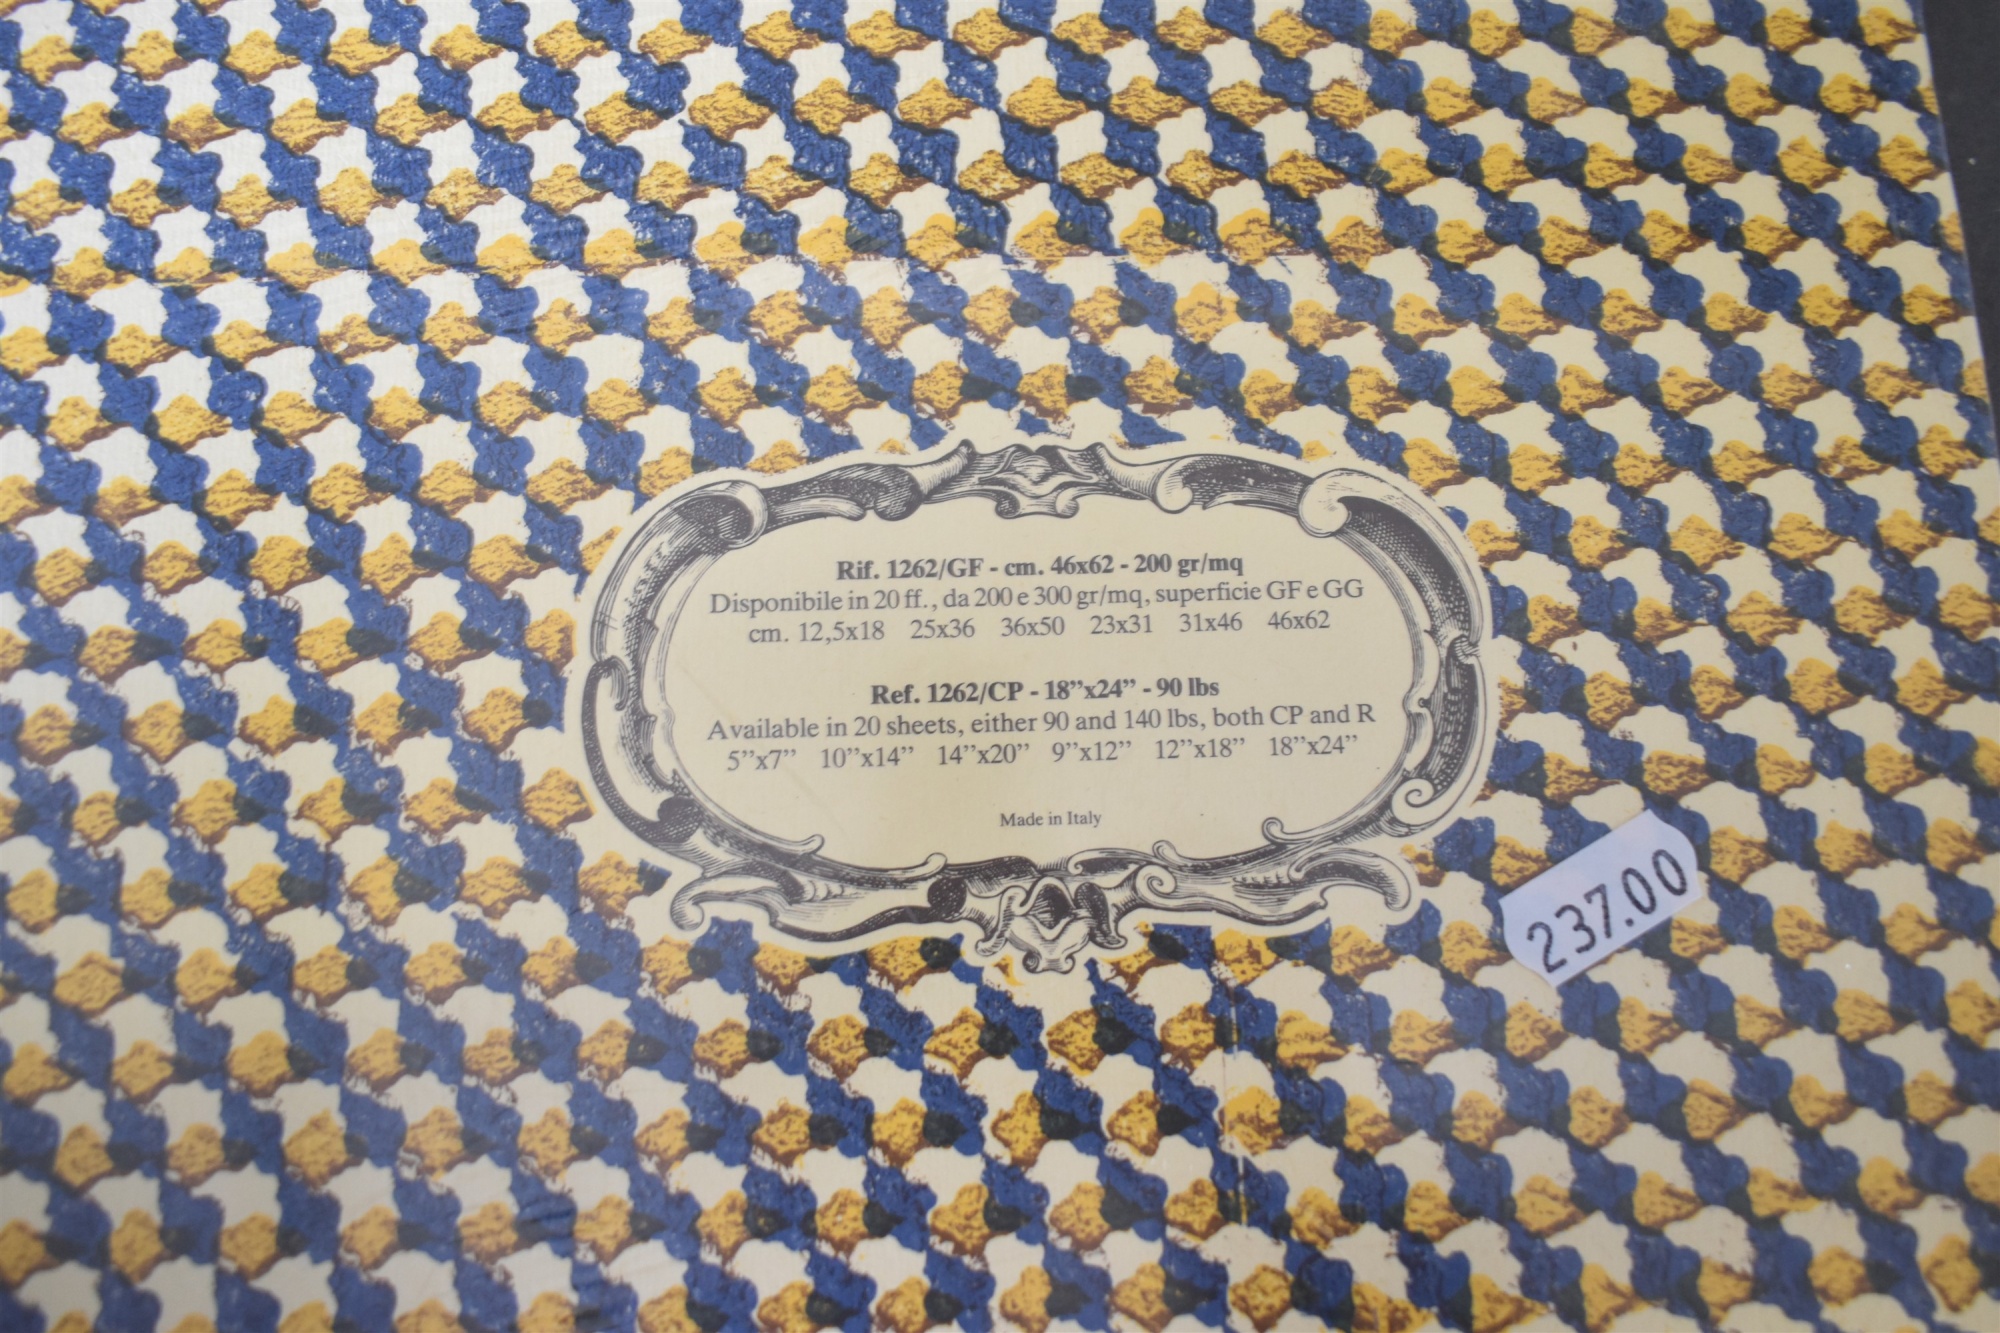 Rif. 1262/GF - cm. 46x62 - 200 gr/mq
Disponibile in 20 ff., da 200 e 300 gr/mq, superficie GF e GG
cm. 12,5x18 25x36 36x50 23x31 31x46 46x62
Ref. 1262/CP - 18”x24” - 90 lbs
Available in 20 sheets, either 90 and 140 lbs, both CP and R
5”x7” 10”x14” 14”x20” 9”x12” 12”x18” 18”x24”
Made in Italy
237.00